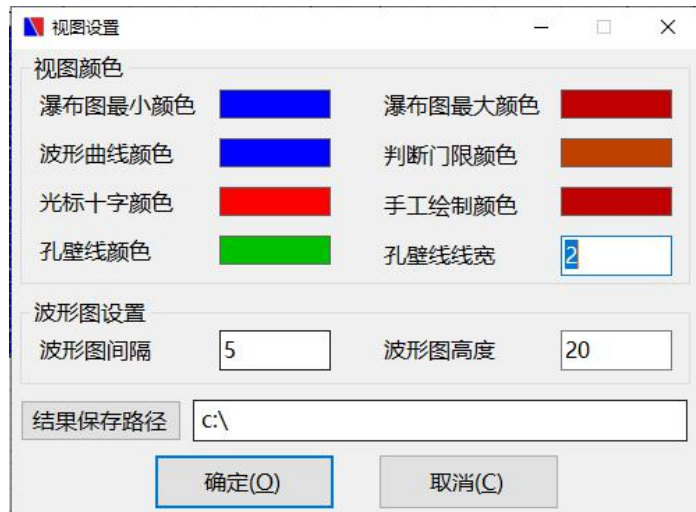 视图设置
视图颜色
瀑布图最小颜色 瀑布图最大颜色
波形曲线颜色 判断门限颜色
光标十字颜色 手工绘制颜色
孔壁线颜色 孔壁线线宽 2
波形图设置
波形图间隔 5 波形图高度 20
结果保存路径 c:\
确定(O) 取消(C)